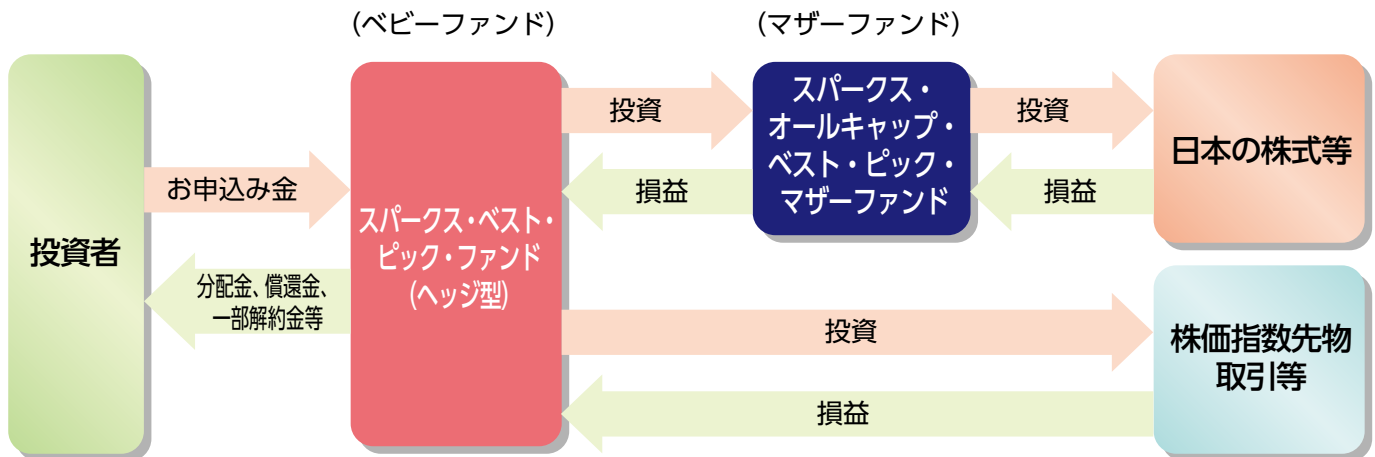 (ベビーファンド)
(マザーファンド)
投資者
お申込み金
分配金、償還金、
一部解約金等
スパークス・ベスト・
ピック・ファンド
(ヘッジ型)
投資
損益
スパークス・
オールキャップ・
ベスト・ピック・
マザーファンド
投資
損益
日本の株式等
投資
損益
株価指数先物
取引等